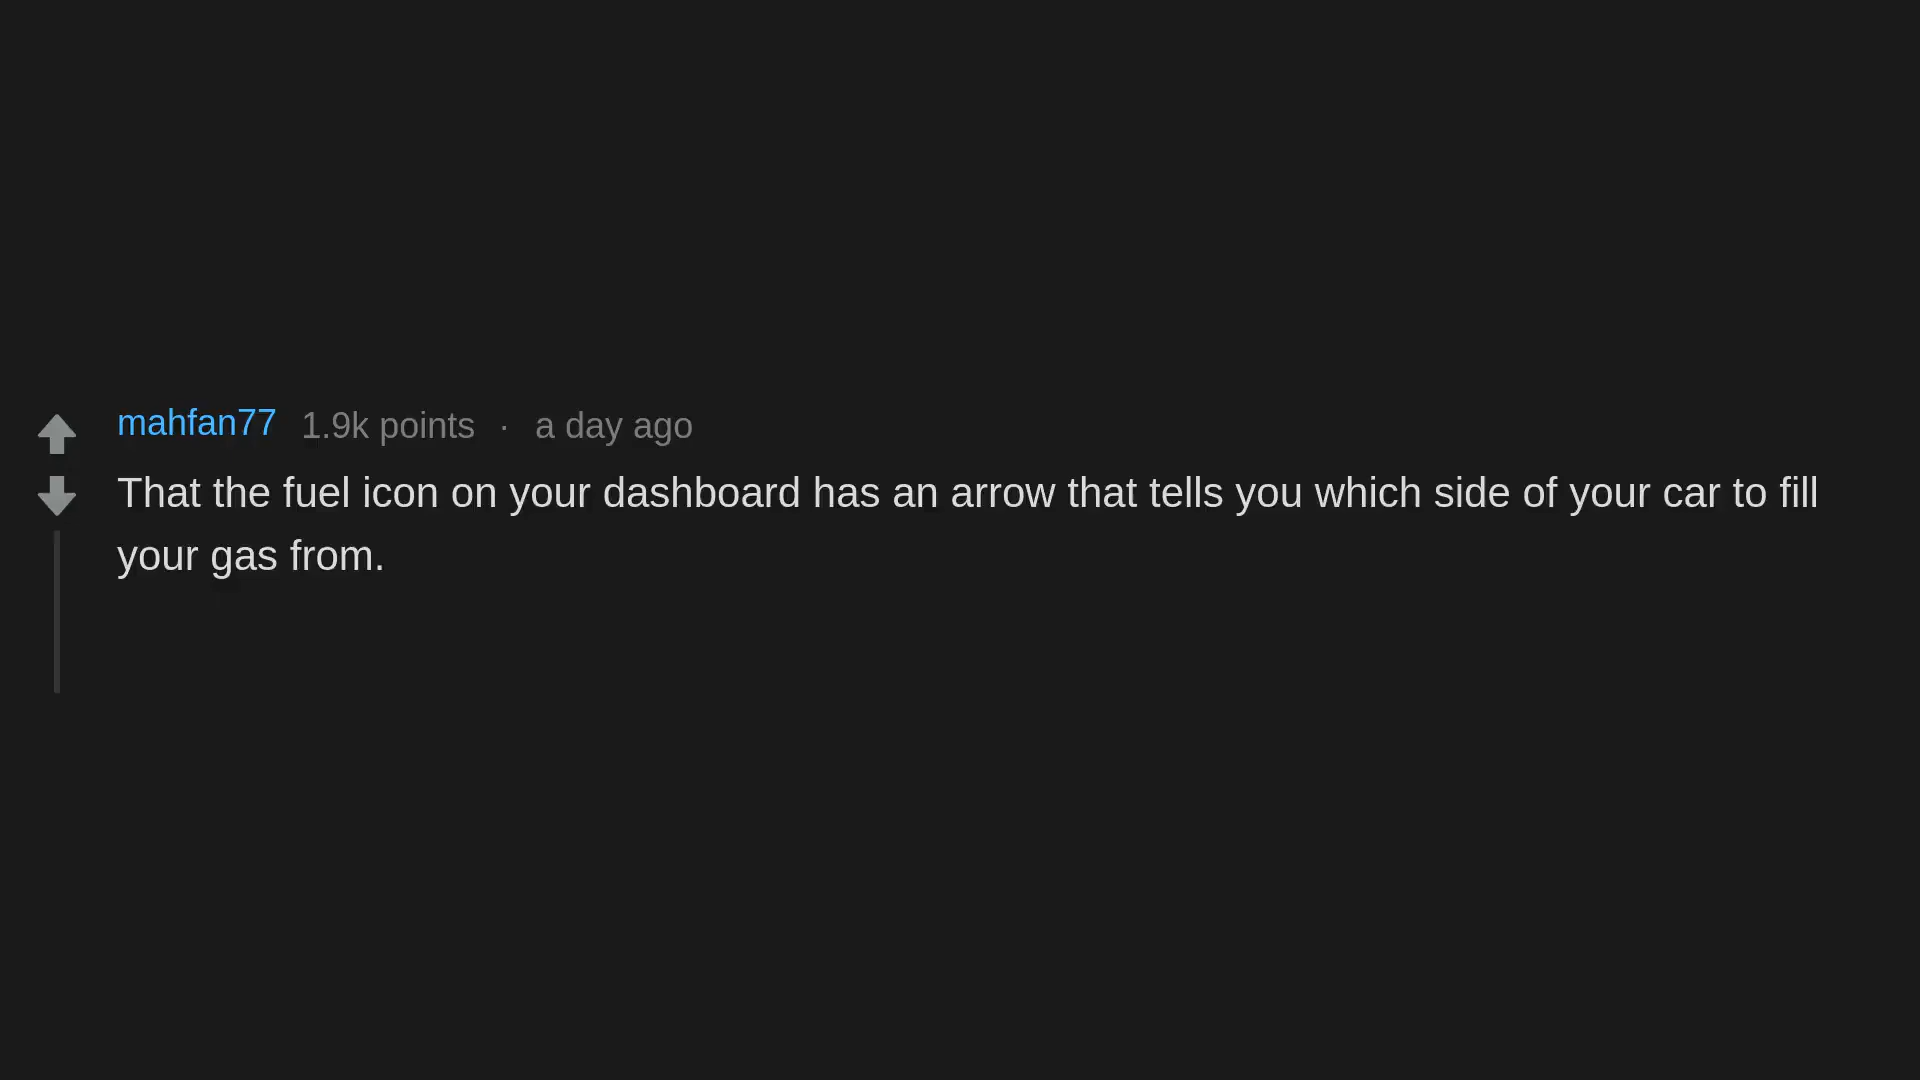 mahfan77 1.9k points · a day ago
That the fuel icon on your dashboard has an arrow that tells you which side of your car to fill
your gas from.